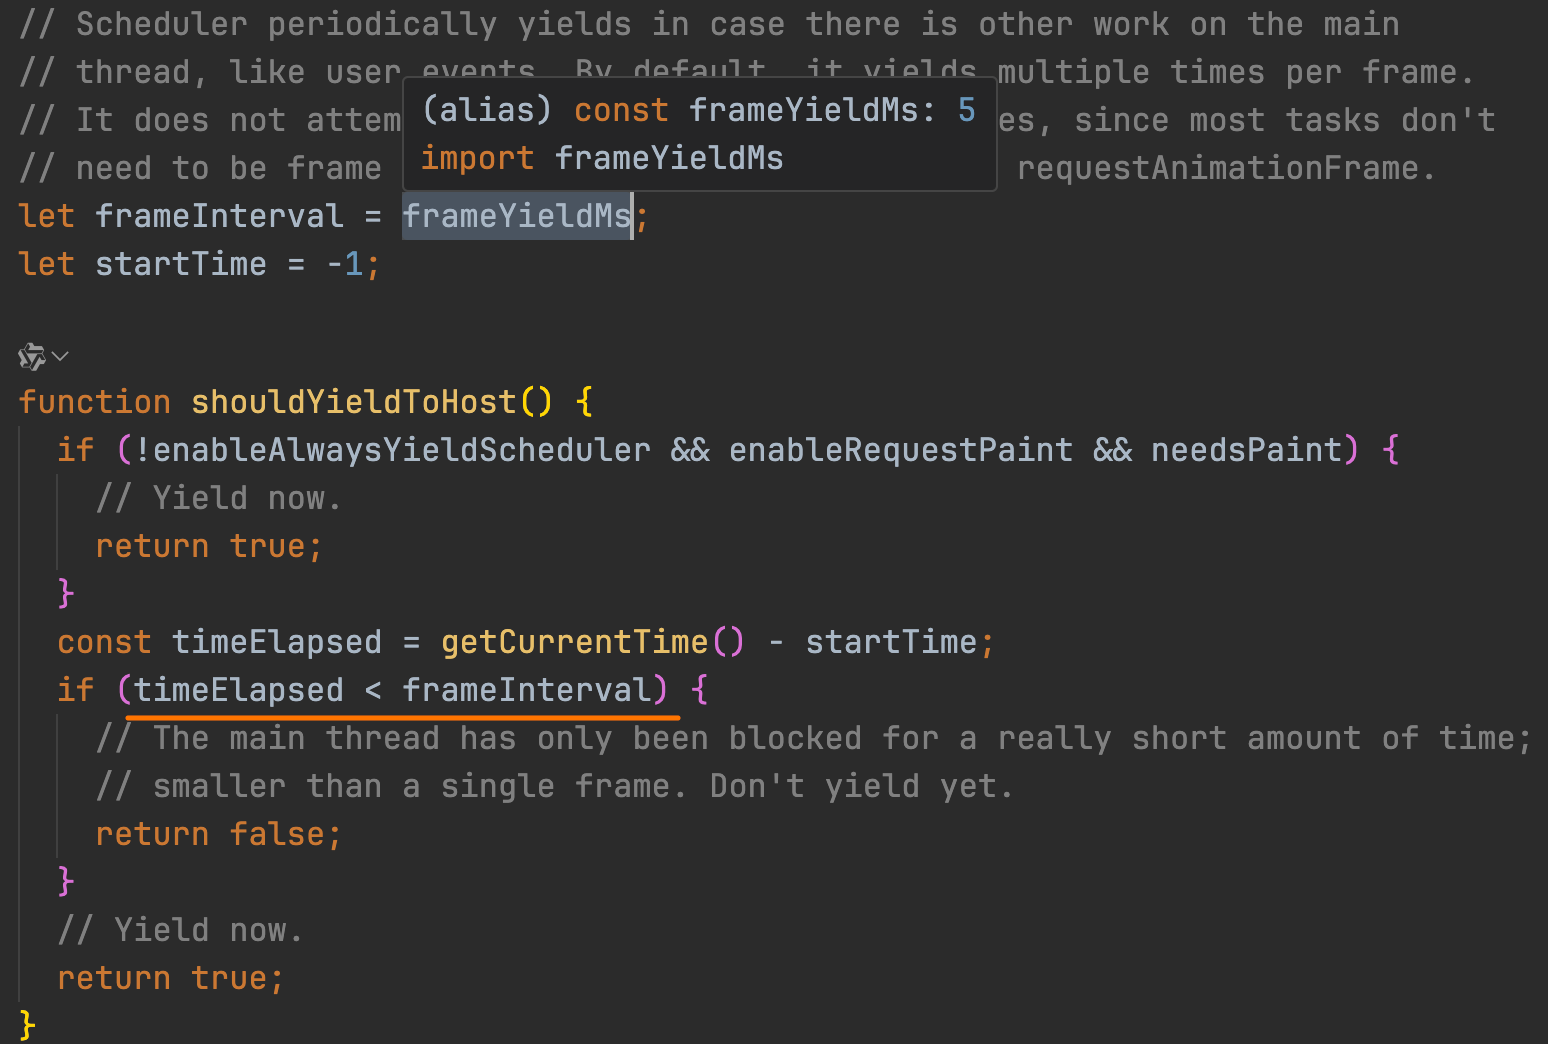 // Scheduler periodically yields in case there is other work on the main
// thread, like user events. By default, it yields multiple times per frame.
(alias) const frameYieldMs: 5
// It does not attem es, since most tasks don't
import frameYieldMs
// need to be frame requestAnimationFrame.
let frameInterval = frameYieldMs;
let startTime = -1;
function shouldYieldToHost() {
if (!enableAlwaysYieldScheduler && enableRequestPaint && needsPaint) {
// Yield now.
return true;
}
const timeElapsed = getCurrentTime() - startTime;
if (timeElapsed < frameInterval) {
// The main thread has only been blocked for a really short amount of time;
// smaller than a single frame. Don't yield yet.
return false;
}
// Yield now.
return true;
}